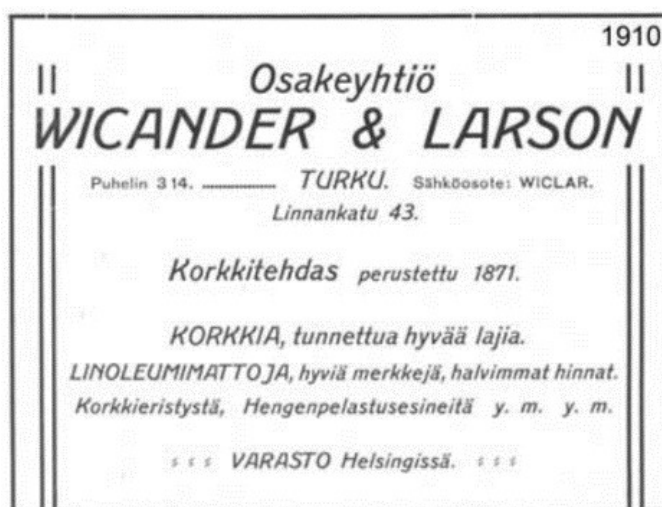 1910
Osakeyhtiö
WICANDER & LARSON
Puhelin 314. TURKU. Sähköosote: WICLAR.
Linnankatu 43.
Korkkitehdas perustettu 1871.
KORKKIA, tunnettua hyvää lajia.
LINOLEUMIMATTOJA, hyviä merkkejä, halvimmat hinnat.
Korkkieristystä, Hengenpelastusesineitä y. m. y. m.
VARASTO Helsingissä.